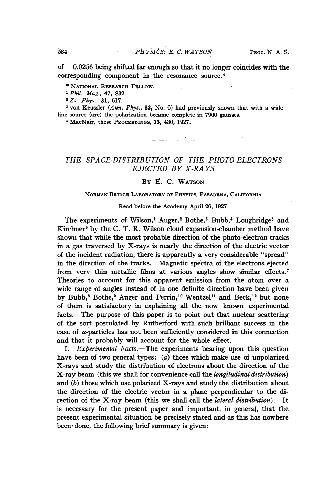 584 PHYSICS: E. C. WATSON PROC. N. A. S.
of 0.0256 being shifted far enough so that it no longer coincides with the
corresponding component in the resonance source.⁴
* NATIONAL RESEARCH FELLOW.
¹ Phil. Mag.,
² Z. Phys.,
³ von Keussler (Ann. Phys., 82, No. 6) had previously shown that with a wide
line source the polarization became complete in 7900 gausses.
⁴ MacNair, these PROCEEDINGS, 13, 430, 1927.
THE SPACE-DISTRIBUTION OF THE PHOTO-ELECTRONS
EJECTED BY X-RAYS
BY E. C. WATSON
NORMAN BRIDGE LABORATORY OF PHYSICS, PASADENA, CALIFORNIA
Read before the Academy April 26, 1927
The experiments of Wilson,¹ Auger,² Bothe,³ Bubb,⁴ Loughridge⁵ and
Kirchner⁶ by the C. T. R. Wilson cloud expansion-chamber method have
shown that while the most probable direction of the photo-electron tracks
in a gas traversed by X-rays is nearly the direction of the electric vector
of the incident radiation, there is apparently a very considerable "spread"
in the direction of the tracks. Magnetic spectra of the electrons ejected
from very thin metallic films at various angles show similar effects.⁷
Theories to account for this apparent emission from the atom over a
wide range of angles instead of in one definite direction have been given
by Bubb,⁸ Bothe,⁹ Auger and Perrin,¹⁰ Wentzel¹¹ and Beck,¹² but none
of them is satisfactory in explaining all the now known experimental
facts. The purpose of this paper is to point out that nuclear scattering
of the sort postulated by Rutherford with such brilliant success in the
case of α-particles has not been sufficiently considered in this connection
and that it probably will account for the whole effect.
1. Experimental Facts.—The experiments bearing upon this question
have been of two general types: (a) those which make use of unpolarized
X-rays and study the distribution of electrons about the direction of the
X-ray beam (this we shall for convenience call the longitudinal distribution)
and (b) those which use polarized X-rays and study the distribution about
the direction of the electric vector in a plane perpendicular to the di-
rection of the X-ray beam (this we shall call the lateral distribution). It
is necessary for the present paper and important, in general, that the
present experimental situation be precisely stated and as this has nowhere
been done, the following brief summary is given: